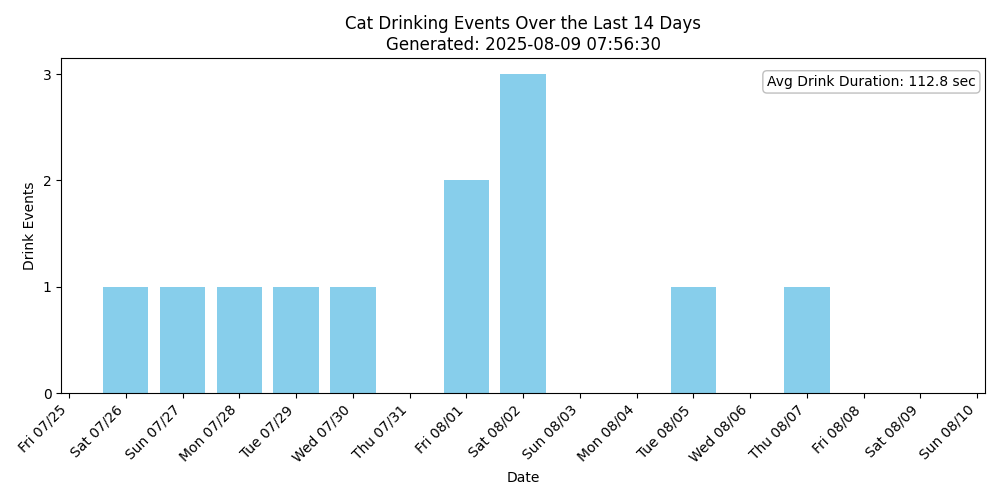 Cat Drinking Events Over the Last 14 Days
Generated: 2025-08-09 07:56:30
Avg Drink Duration: 112.8 sec
Drink Events
3
2
1
0
Fri 07/25
Sat 07/26
Sun 07/27
Mon 07/28
Tue 07/29
Wed 07/30
Thu 07/31
Fri 08/01
Sat 08/02
Sun 08/03
Mon 08/04
Tue 08/05
Wed 08/06
Thu 08/07
Fri 08/08
Sat 08/09
Sun 08/10
Date